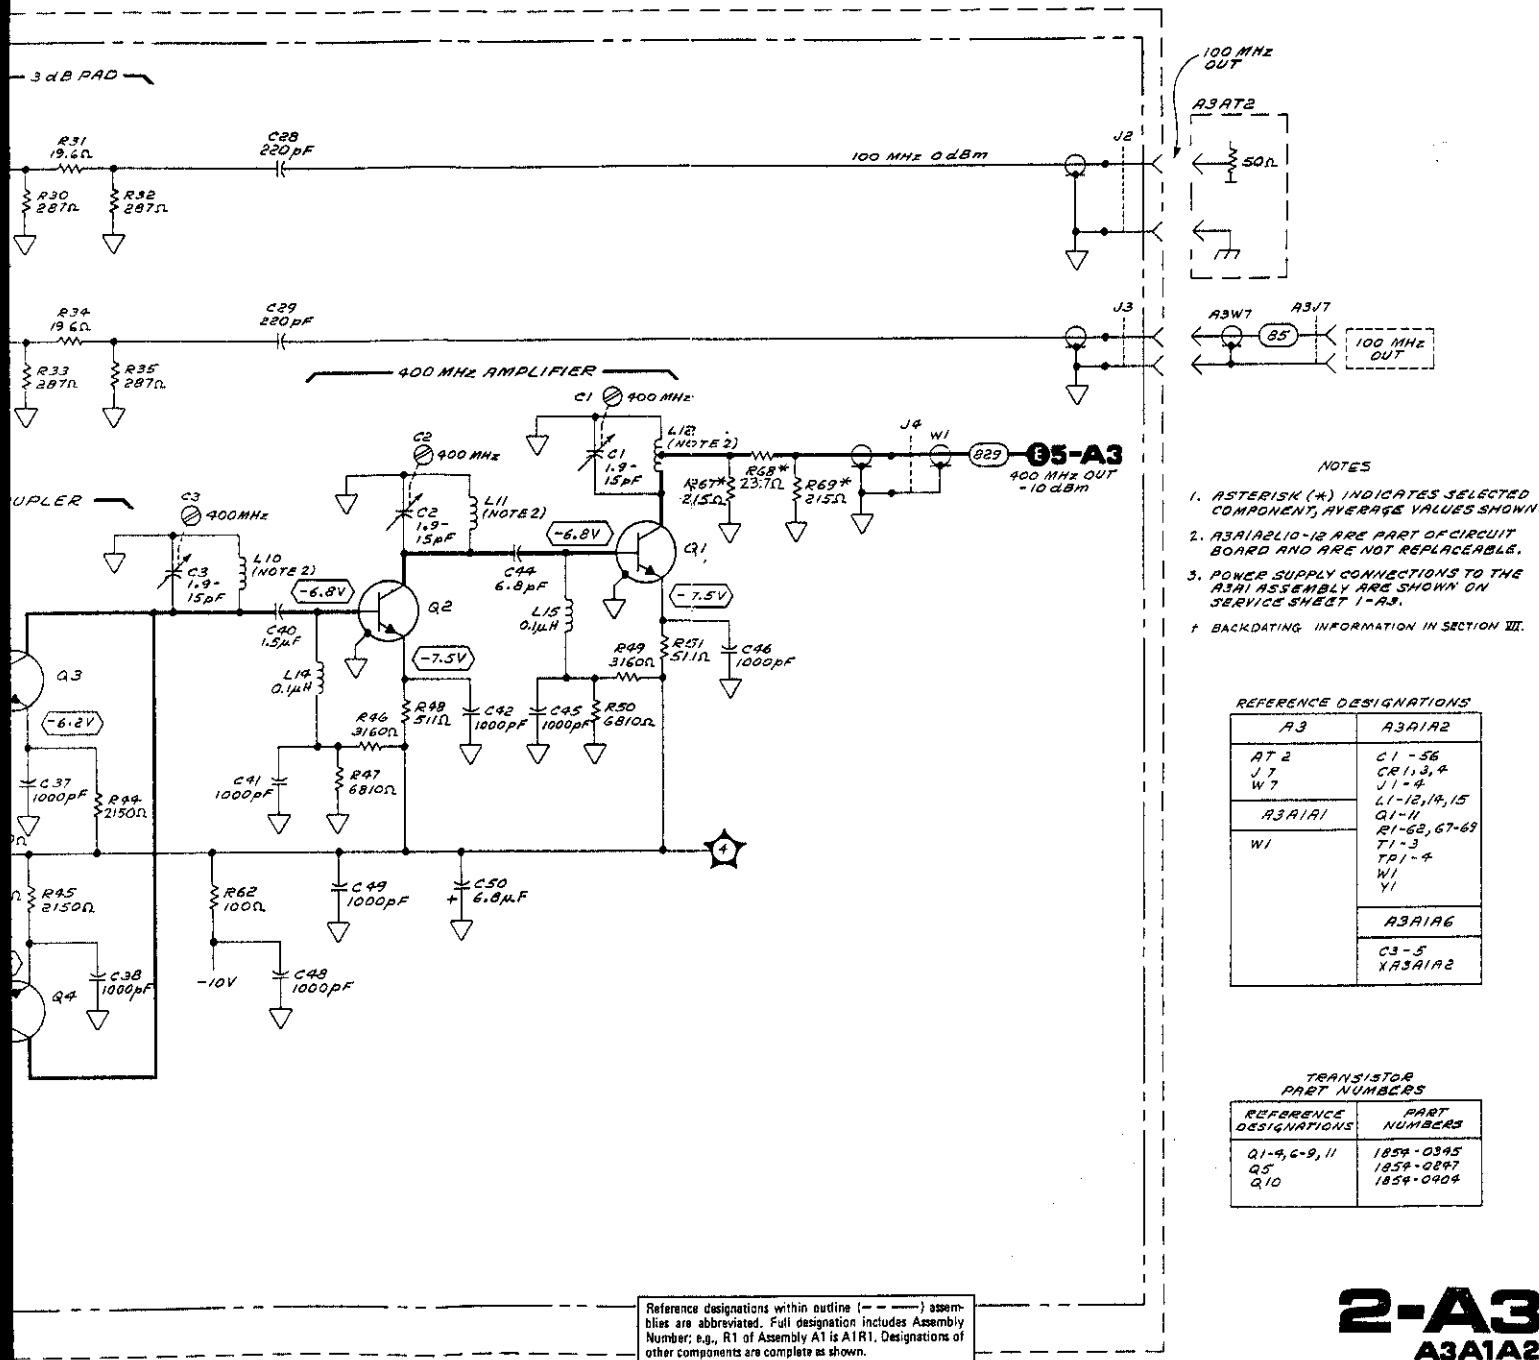 3 dB PAD
100 MHz
OUT
A3AT2
R31
19.6Ω
C28
220pF
100 MHz 0 dBm
J2
50Ω
R30
287Ω
R32
287Ω
R34
19.6Ω
C29
220pF
J3
A3W7
85
A3J7
100 MHz
OUT
R33
287Ω
R35
287Ω
400 MHz AMPLIFIER
C1
400 MHz
C1
1.9-
15pF
L12
(NOTE 2)
J4
W1
829
E5-A3
400 MHz OUT
-10 dBm
C2
400 MHz
C2
1.9-
15pF
L11
(NOTE 2)
R67*
215Ω
R68*
23.7Ω
R69*
215Ω
UPLER
C3
400MHz
C3
1.9-
15pF
L10
(NOTE 2)
-6.8V
C44
6.8pF
-6.8V
Q1
-7.5V
C40
1.5µF
Q2
-7.5V
L15
0.1µH
R49
3160Ω
R51
51.1Ω
C46
1000pF
Q3
-6.2V
L14
0.1µH
R46
3160Ω
R48
511Ω
C42
1000pF
C45
1000pF
R50
6810Ω
C37
1000pF
R44
2150Ω
C41
1000pF
R47
6810Ω
4
R45
2150Ω
R62
100Ω
C49
1000pF
C50
+ 6.8µF
Q4
C38
1000pF
-10V
C48
1000pF
NOTES
1. ASTERISK (*) INDICATES SELECTED
COMPONENT, AVERAGE VALUES SHOWN
2. A3A1A2L10-12 ARE PART OF CIRCUIT
BOARD AND ARE NOT REPLACEABLE.
3. POWER SUPPLY CONNECTIONS TO THE
A3A1 ASSEMBLY ARE SHOWN ON
SERVICE SHEET 1-A3.
† BACKDATING INFORMATION IN SECTION VII.
REFERENCE DESIGNATIONS
A3
AT 2
J 7
W 7
A3A1A1
W1
A3A1A2
C1-56
CR1,3,4
J1-4
L1-12,14,15
Q1-11
R1-62, 67-69
T1-3
TP1-4
W1
Y1
A3A1A6
C3-5
XA3A1A2
TRANSISTOR
PART NUMBERS
REFERENCE
DESIGNATIONS
PART
NUMBERS
Q1-4, 6-9, 11 1854-0345
Q5 1854-0247
Q10 1854-0404
Reference designations within outline (— — ——) assem-
blies are abbreviated. Full designation includes Assembly
Number; e.g., R1 of Assembly A1 is A1R1. Designations of
other components are complete as shown.
2-A3
A3A1A2